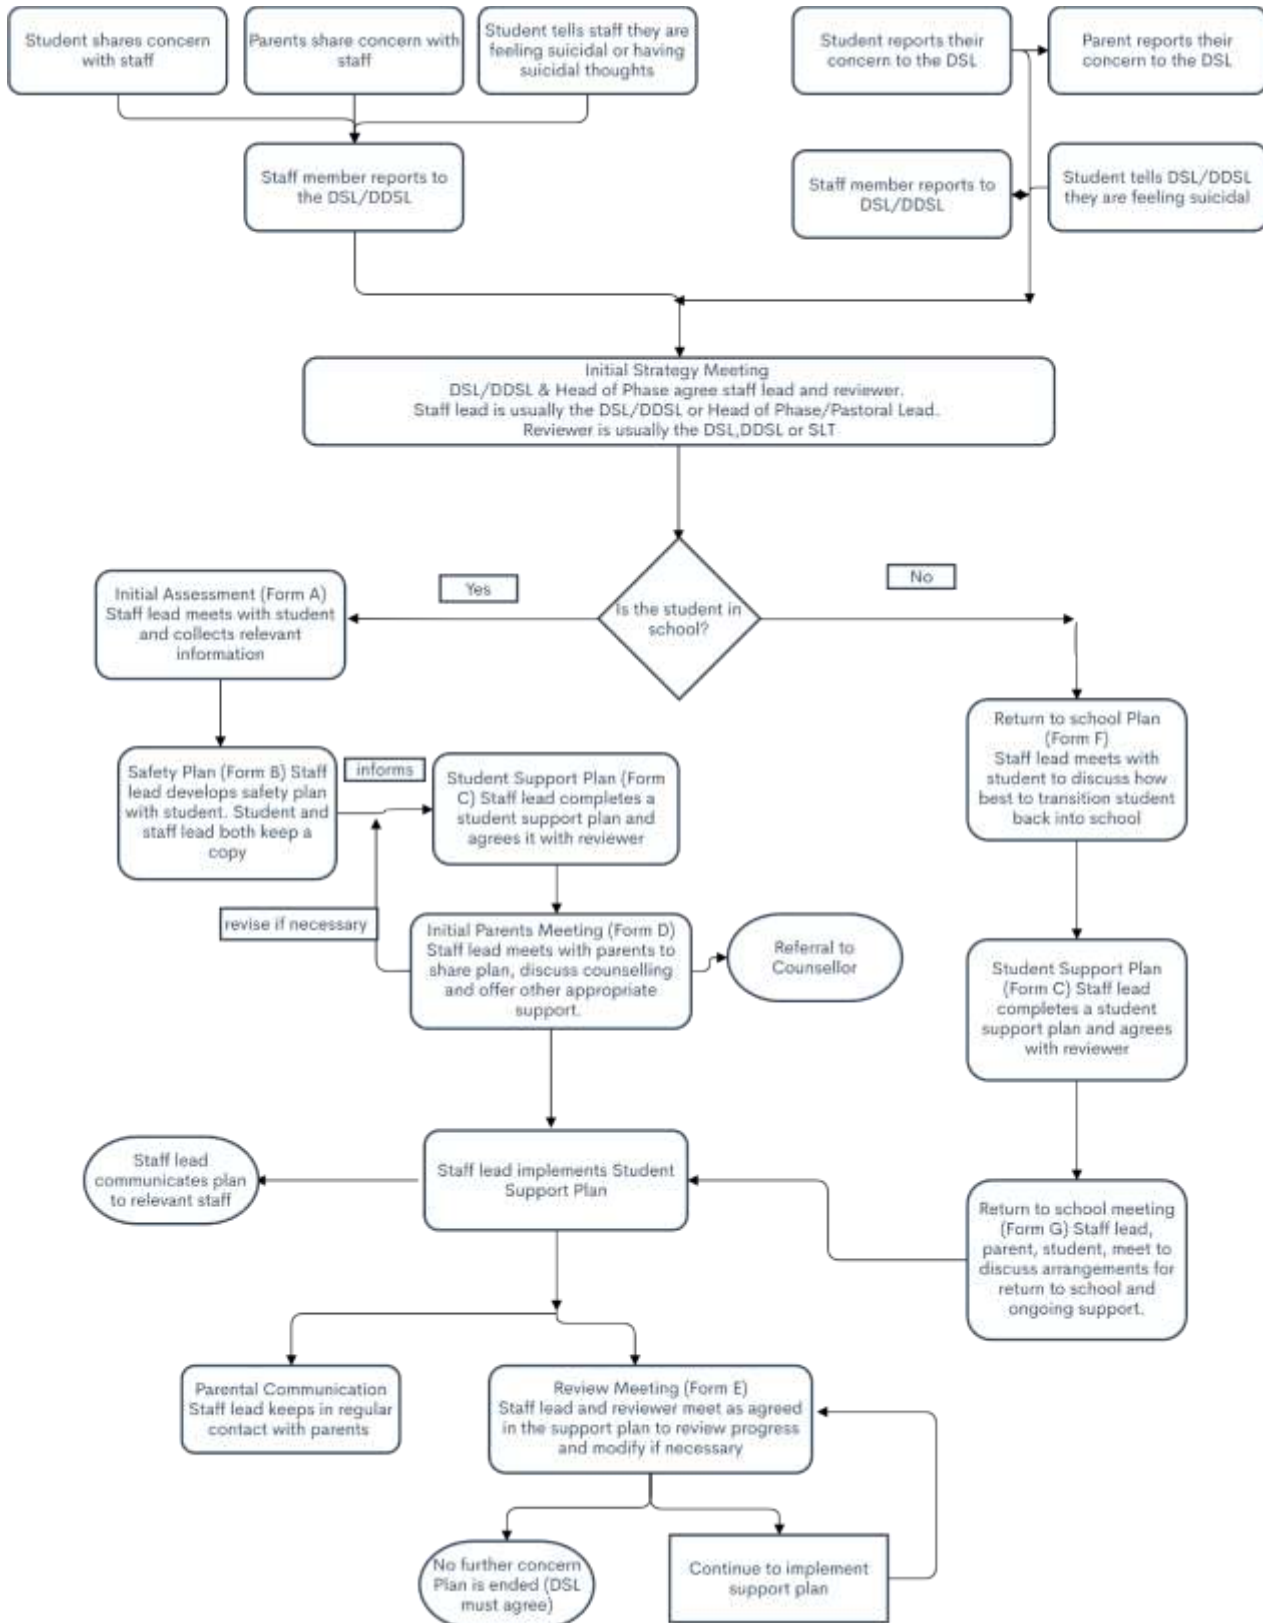 Student shares concern
with staff
Parents share concern with
staff
Student tells staff they are
feeling suicidal or having
suicidal thoughts
Student reports their
concern to the DSL
Parent reports their
concern to the DSL
Staff member reports to
the DSL/DDSL
Staff member reports to
DSL/DDSL
Student tells DSL/DDSL
they are feeling suicidal
Initial Strategy Meeting
DSL/DDSL & Head of Phase agree staff lead and reviewer.
Staff lead is usually the DSL/DDSL or Head of Phase/Pastoral Lead.
Reviewer is usually the DSL,DDSL or SLT
Is the student in
school?
Yes
No
Initial Assessment (Form A)
Staff lead meets with student
and collects relevant
information
Safety Plan (Form B) Staff
lead develops safety plan
with student. Student and
staff lead both keep a
copy
informs
Student Support Plan (Form
C) Staff lead completes a
student support plan and
agrees it with reviewer
Return to school Plan
(Form F)
Staff lead meets with
student to discuss how
best to transition student
back into school
revise if necessary
Initial Parents Meeting (Form D)
Staff lead meets with parents to
share plan, discuss counselling
and offer other appropriate
support.
Referral to
Counsellor
Student Support Plan
(Form C) Staff lead
completes a student
support plan and agrees
with reviewer
Staff lead
communicates plan
to relevant staff
Staff lead implements Student
Support Plan
Return to school meeting
(Form G) Staff lead,
parent, student, meet to
discuss arrangements for
return to school and
ongoing support.
Parental Communication
Staff lead keeps in regular
contact with parents
Review Meeting (Form E)
Staff lead and reviewer meet as agreed
in the support plan to review progress
and modify if necessary
No further concern
Plan is ended (DSL
must agree)
Continue to implement
support plan